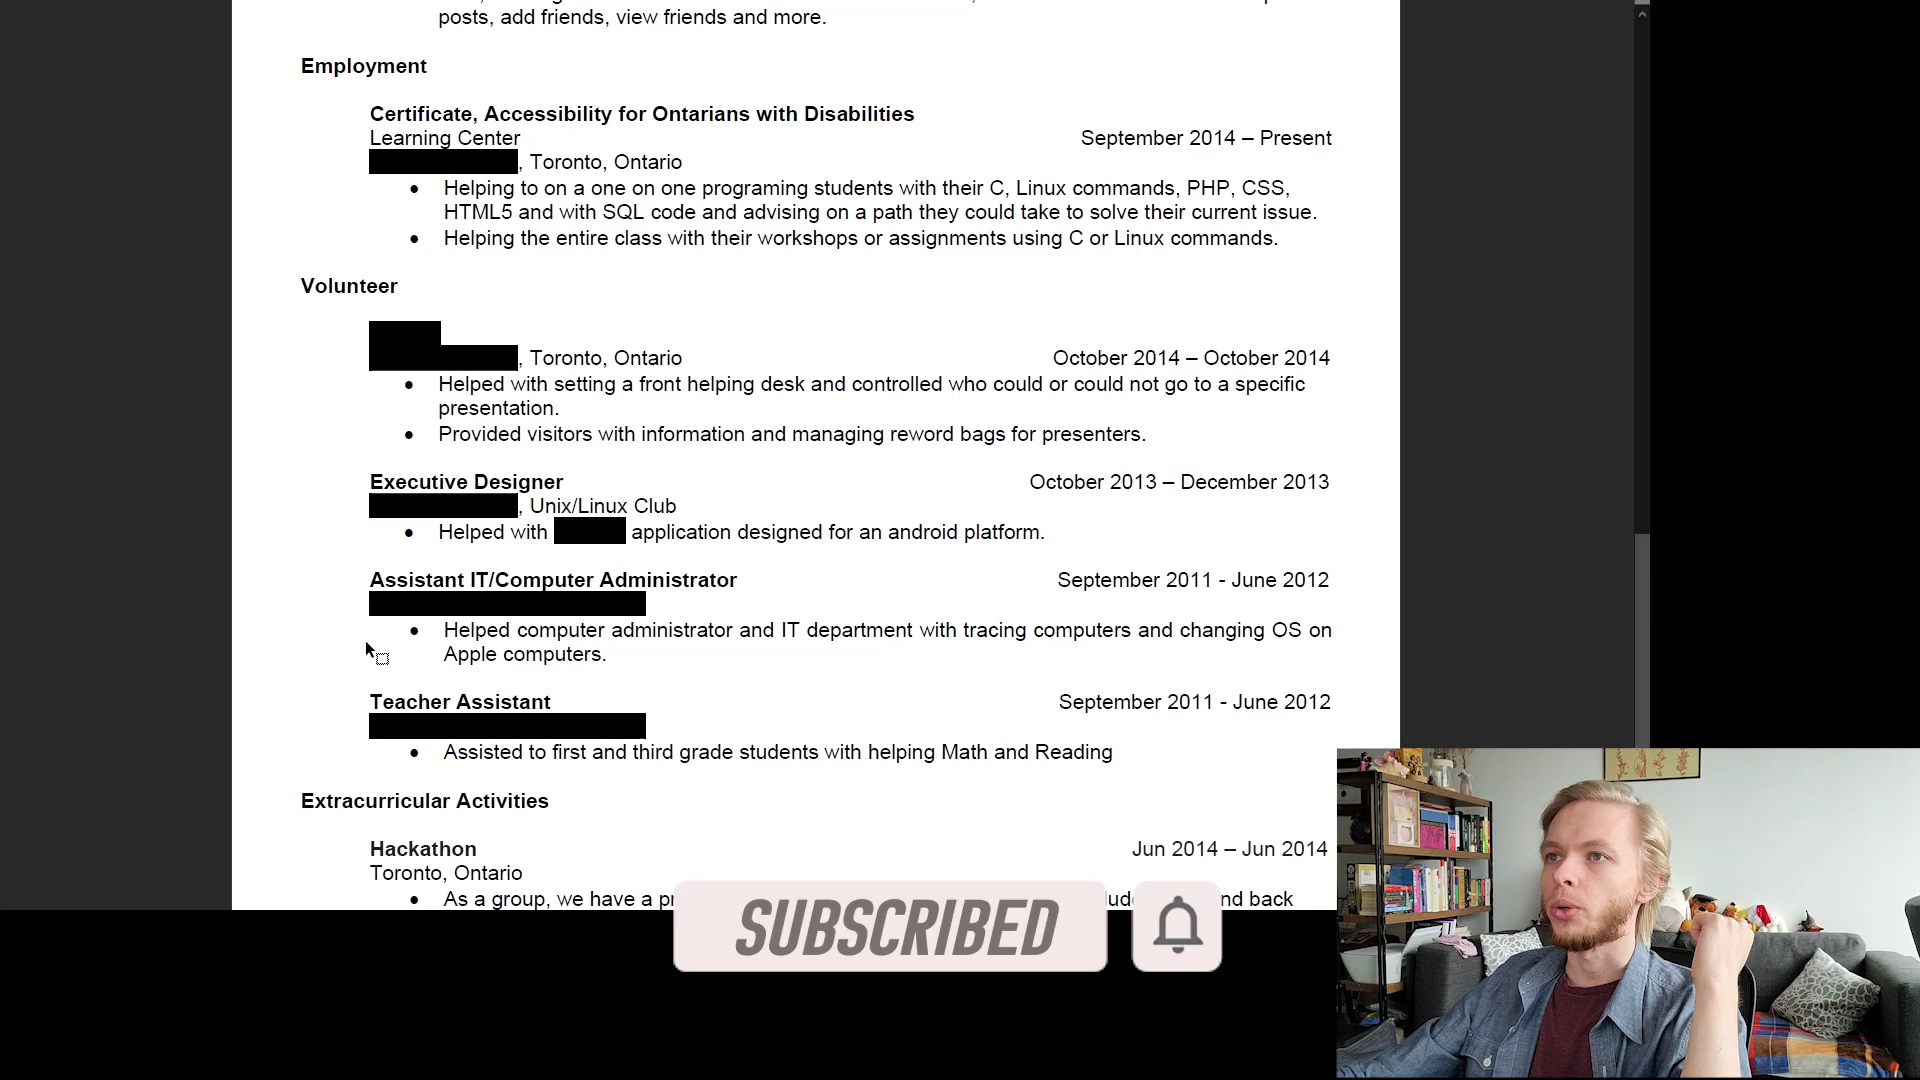 posts, add friends, view friends and more.
Employment
Certificate, Accessibility for Ontarians with Disabilities
Learning Center September 2014 – Present
, Toronto, Ontario
• Helping to on a one on one programing students with their C, Linux commands, PHP, CSS,
HTML5 and with SQL code and advising on a path they could take to solve their current issue.
• Helping the entire class with their workshops or assignments using C or Linux commands.
Volunteer
, Toronto, Ontario October 2014 – October 2014
• Helped with setting a front helping desk and controlled who could or could not go to a specific
presentation.
• Provided visitors with information and managing reword bags for presenters.
Executive Designer October 2013 – December 2013
, Unix/Linux Club
• Helped with application designed for an android platform.
Assistant IT/Computer Administrator September 2011 - June 2012
• Helped computer administrator and IT department with tracing computers and changing OS on
Apple computers.
Teacher Assistant September 2011 - June 2012
• Assisted to first and third grade students with helping Math and Reading
Extracurricular Activities
Hackathon Jun 2014 – Jun 2014
Toronto, Ontario
• As a group, we have a back
SUBSCRIBED